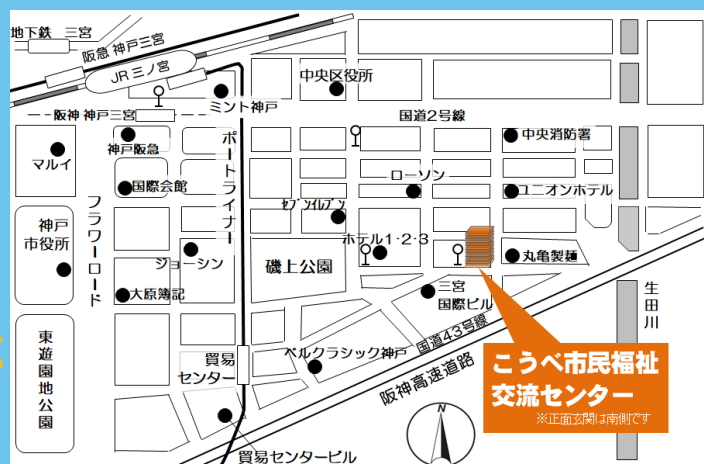 地下鉄 三宮
阪急 神戸三宮
JR 三ノ宮
中央区役所
ミント神戸
阪神 神戸三宮
国道2号線
マルイ
神戸阪急
ポートライナー
中央消防署
国際会館
ローソン
ユニオンホテル
フラワーロード
セブンイレブン
神戸
市役所
ホテル1・2・3
丸亀製麺
ジョーシン
磯上公園
大原簿記
三宮
国際ビル
生田川
東遊園地公園
国道43号線
貿易
センター
ベルクラシック神戸
阪神高速道路
こうべ市民福祉
交流センター
※正面玄関は南側です
N
貿易センタービル